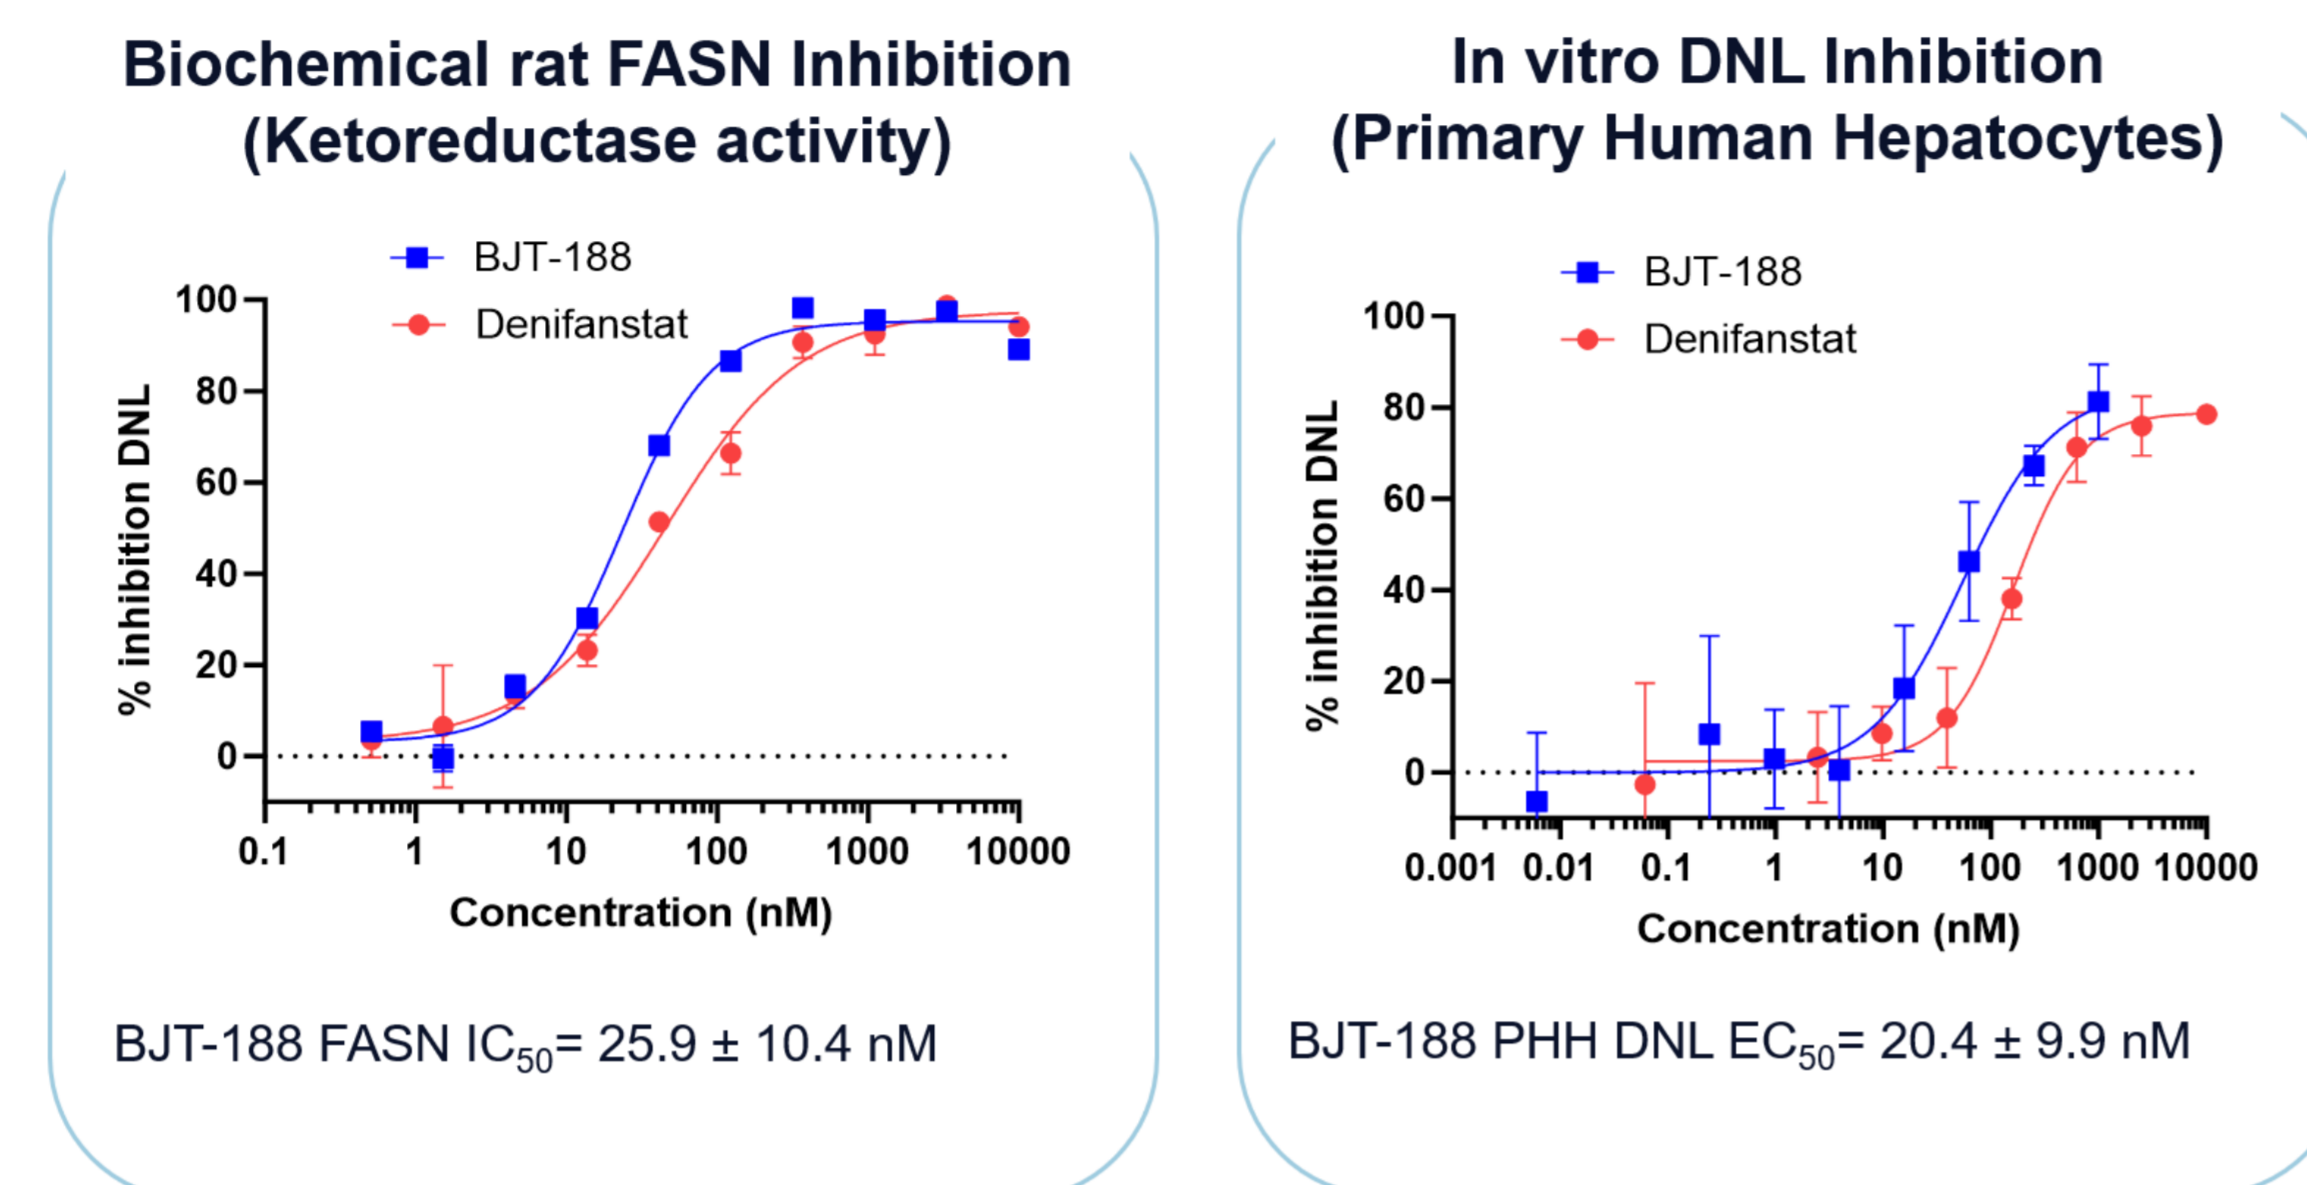 Biochemical rat FASN Inhibition
(Ketoreductase activity)
BJT-188
Denifanstat
100
80
60
40
20
0
% inhibition DNL
0.1 1 10 100 1000 10000
Concentration (nM)
BJT-188 FASN IC50= 25.9 ± 10.4 nM
In vitro DNL Inhibition
(Primary Human Hepatocytes)
BJT-188
Denifanstat
100
80
60
40
20
0
% inhibition DNL
0.001 0.01 0.1 1 10 100 1000 10000
Concentration (nM)
BJT-188 PHH DNL EC50= 20.4 ± 9.9 nM